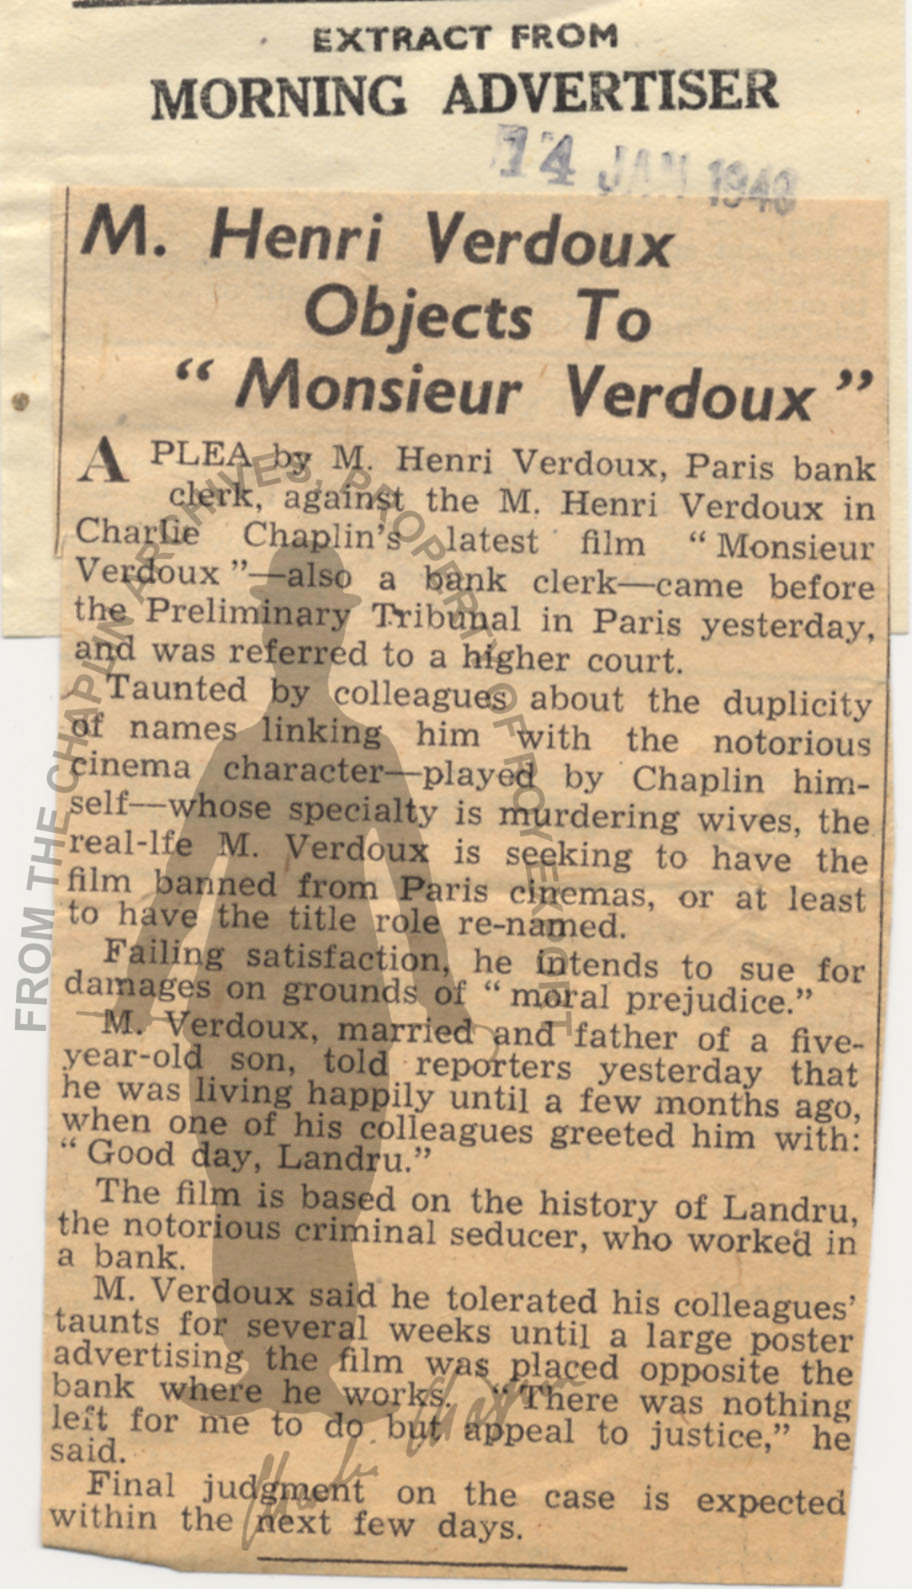 EXTRACT FROM
MORNING ADVERTISER
14 JAN 1948
M. Henri Verdoux
Objects To
“ Monsieur Verdoux ”
A PLEA by M. Henri Verdoux, Paris bank
clerk, against the M. Henri Verdoux in
Charlie Chaplin’s latest film “ Monsieur
Verdoux ”—also a bank clerk—came before
the Preliminary Tribunal in Paris yesterday,
and was referred to a higher court.
Taunted by colleagues about the duplicity
of names linking him with the notorious
cinema character—played by Chaplin him-
self—whose specialty is murdering wives, the
real-lfe M. Verdoux is seeking to have the
film banned from Paris cinemas, or at least
to have the title role re-named.
Failing satisfaction, he intends to sue for
damages on grounds of “ moral prejudice.”
M. Verdoux, married and father of a five-
year-old son, told reporters yesterday that
he was living happily until a few months ago,
when one of his colleagues greeted him with:
“ Good day, Landru.”
The film is based on the history of Landru,
the notorious criminal seducer, who worked in
a bank.
M. Verdoux said he tolerated his colleagues’
taunts for several weeks until a large poster
advertising the film was placed opposite the
bank where he works. “There was nothing
left for me to do but appeal to justice,” he
said.
Final judgment on the case is expected
within the next few days.
FROM THE CHAPLIN ARCHIVES, PROPERTY OF ROY EXPORT
Charlie Chaplin